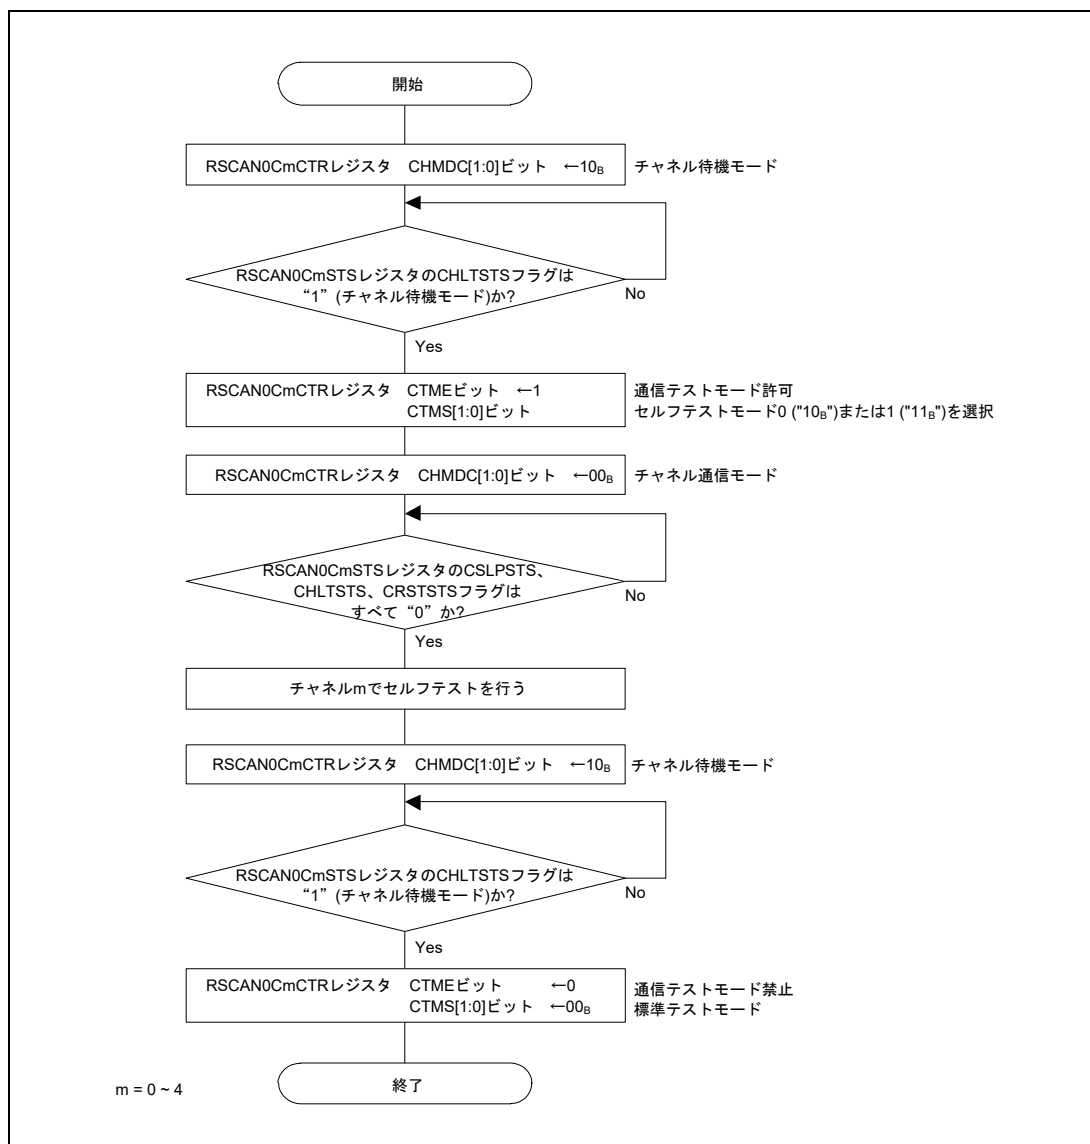 開始
RSCAN0CmCTRレジスタ CHMDC[1:0]ビット ←10B チャネル待機モード
RSCAN0CmSTSレジスタのCHLTSTSフラグは
“1” (チャネル待機モード)か?
No
Yes
RSCAN0CmCTRレジスタ CTMEビット ←1 通信テストモード許可
CTMS[1:0]ビット セルフテストモード0 ("10B")または1 ("11B")を選択
RSCAN0CmCTRレジスタ CHMDC[1:0]ビット ←00B チャネル通信モード
RSCAN0CmSTSレジスタのCSLPSTS、
CHLTSTS、CRSTSTSフラグは
すべて“0”か?
No
Yes
チャネルmでセルフテストを行う
RSCAN0CmCTRレジスタ CHMDC[1:0]ビット ←10B チャネル待機モード
RSCAN0CmSTSレジスタのCHLTSTSフラグは
“1” (チャネル待機モード)か?
No
Yes
RSCAN0CmCTRレジスタ CTMEビット ←0 通信テストモード禁止
CTMS[1:0]ビット ←00B 標準テストモード
終了
m = 0 ~ 4